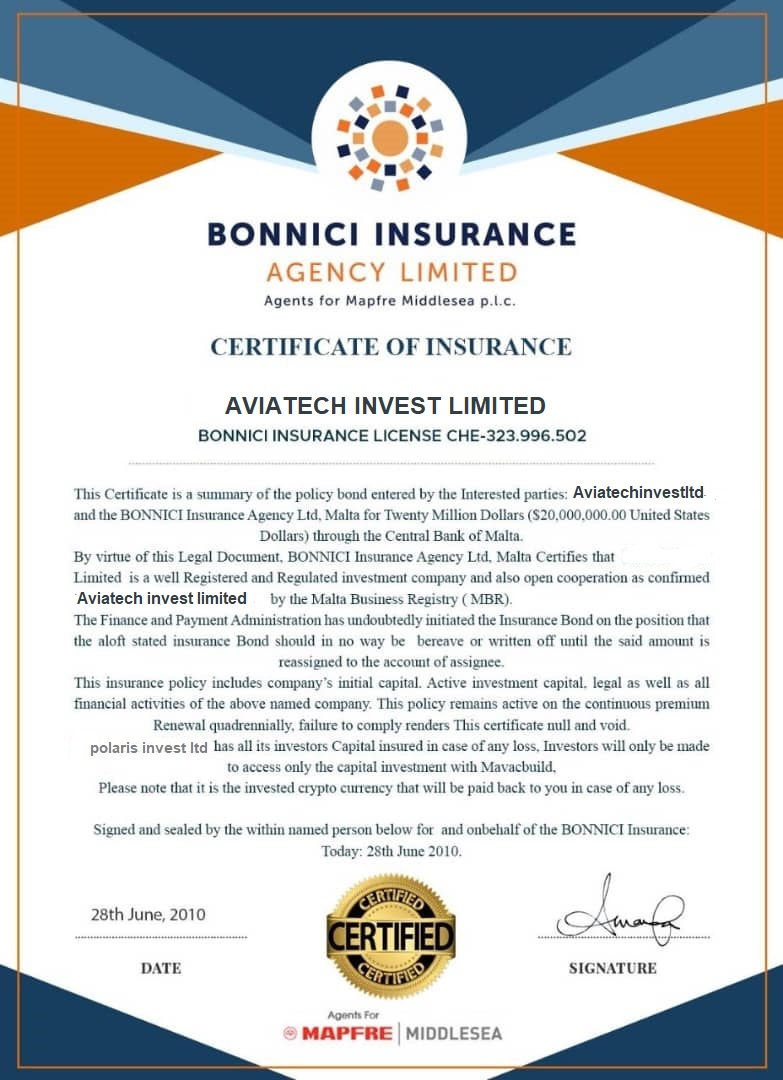 BONNICI INSURANCE
AGENCY LIMITED
Agents for Mapfre Middlesea p.l.c.
CERTIFICATE OF INSURANCE
AVIATECH INVEST LIMITED
BONNICI INSURANCE LICENSE CHE-323.996.502
This Certificate is a summary of the policy bond entered by the Interested parties: Aviatechinvestltd
and the BONNICI Insurance Agency Ltd, Malta for Twenty Million Dollars ($20,000,000.00 United States
Dollars) through the Central Bank of Malta.
By virtue of this Legal Document, BONNICI Insurance Agency Ltd, Malta Certifies that
Limited is a well Registered and Regulated investment company and also open cooperation as confirmed
Aviatech invest limited by the Malta Business Registry ( MBR).
The Finance and Payment Administration has undoubtedly initiated the Insurance Bond on the position that
the aloft stated insurance Bond should in no way be bereave or written off until the said amount is
reassigned to the account of assignee.
This insurance policy includes company's initial capital. Active investment capital, legal as well as all
financial activities of the above named company. This policy remains active on the continuous premium
Renewal quadrennially, failure to comply renders This certificate null and void.
polaris invest ltd has all its investors Capital insured in case of any loss, Investors will only be made
to access only the capital investment with Mavacbuild,
Please note that it is the invested crypto currency that will be paid back to you in case of any loss.
Signed and sealed by the within named person below for and onbehalf of the BONNICI Insurance:
Today: 28th June 2010.
28th June, 2010
DATE
CERTIFIED
CERTIFIED
CERTIFIED
SIGNATURE
Agents For
MAPFRE | MIDDLESEA